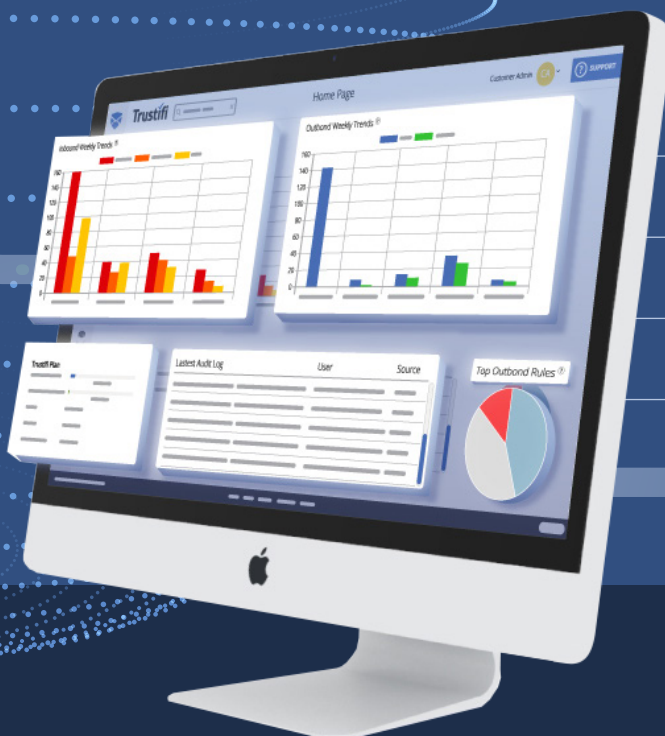 Trustifi
Home Page
Customer Admin
CA
SUPPORT
Inbound Weekly Trends
160
140
120
100
80
60
40
20
0
Outbond Weekly Trends
160
140
120
100
80
60
40
20
0
Trustifi Plan
Lastest Audit Log
User
Source
Top Outbond Rules